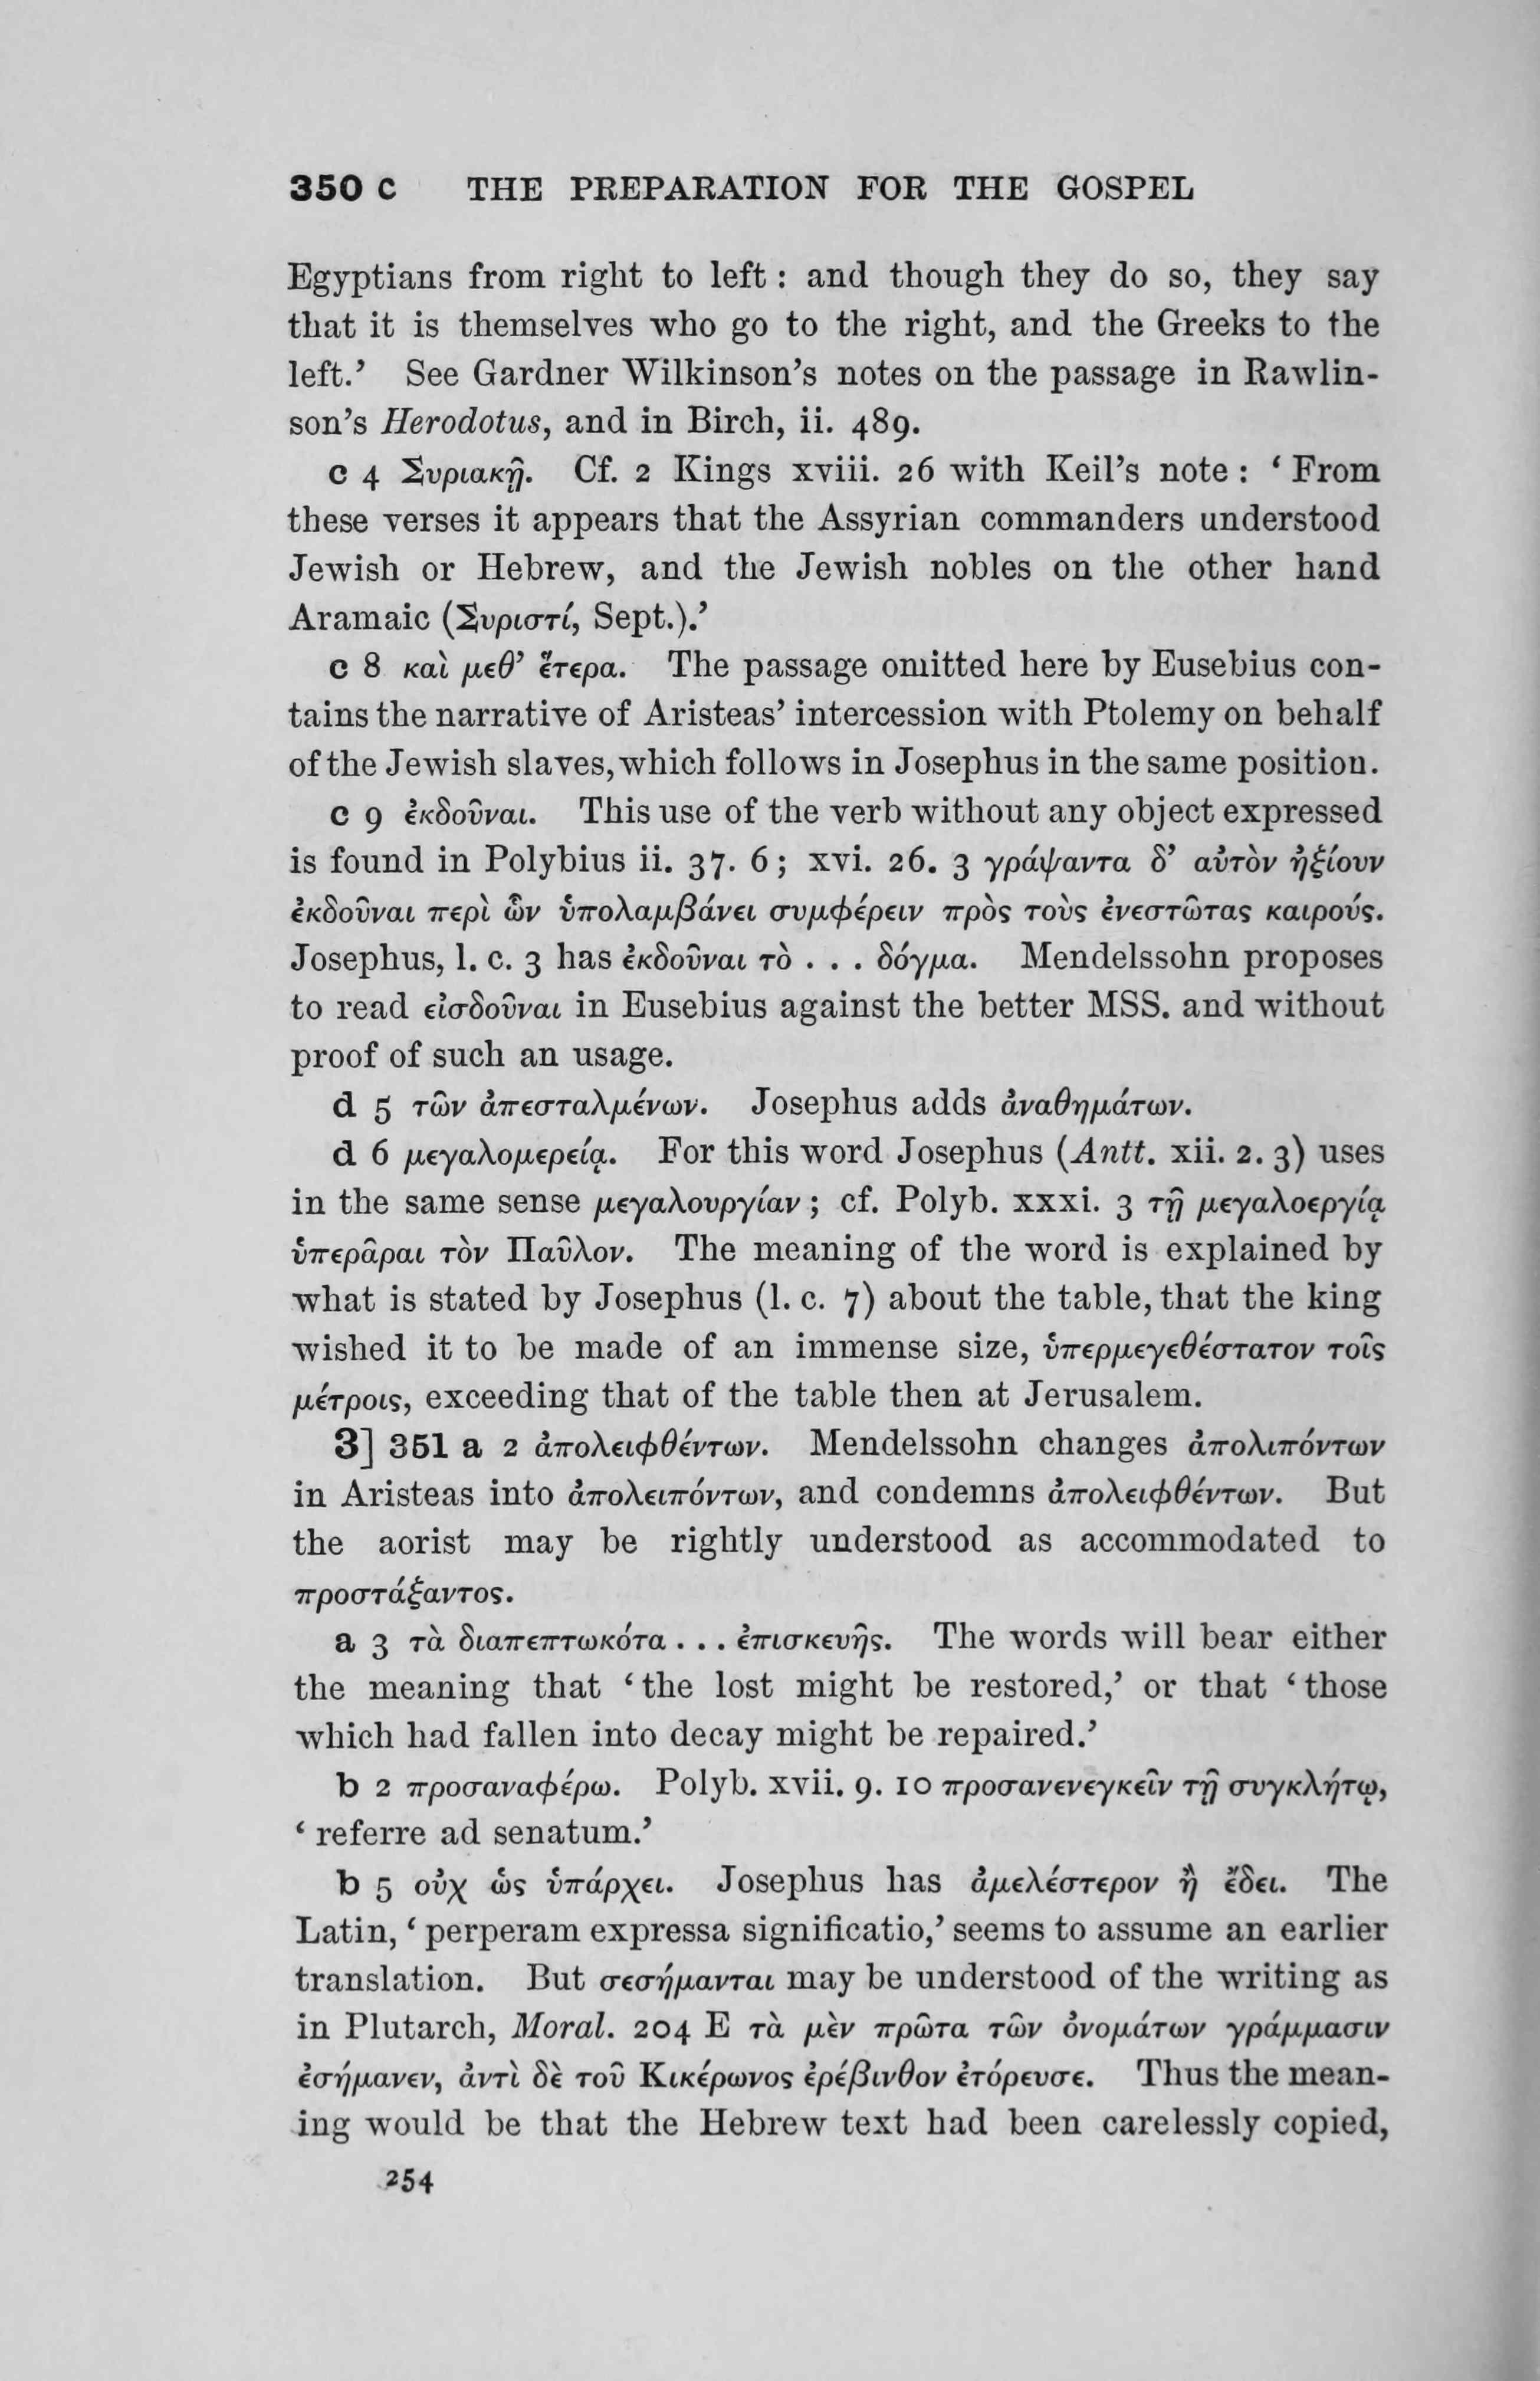 350 c THE PREPARATION FOR THE GOSPEL
Egyptians from right to left : and though they do so, they say
that it is themselves who go to the right, and the Greeks to the
left.’ See Gardner Wilkinson’s notes on the passage in Rawlin-
son’s Herodotus, and in Birch, ii. 489.
c 4 Συριακῇ. Cf. 2 Kings xviii. 26 with Keil’s note : ‘ From
these verses it appears that the Assyrian commanders understood
Jewish or Hebrew, and the Jewish nobles on the other hand
Aramaic (Συριστί, Sept.).’
c 8 καὶ μεθ’ ἕτερα. The passage omitted here by Eusebius con-
tains the narrative of Aristeas’ intercession with Ptolemy on behalf
of the Jewish slaves, which follows in Josephus in the same position.
c 9 ἐκδοῦναι. This use of the verb without any object expressed
is found in Polybius ii. 37. 6 ; xvi. 26. 3 γράψαντα δ’ αὐτὸν ἠξίουν
ἐκδοῦναι περὶ ὧν ὑπολαμβάνει συμφέρειν πρὸς τοὺς ἐνεστῶτας καιρούς.
Josephus, l. c. 3 has ἐκδοῦναι τὸ . . . δόγμα. Mendelssohn proposes
to read εἰσδοῦναι in Eusebius against the better MSS. and without
proof of such an usage.
d 5 τῶν ἀπεσταλμένων. Josephus adds ἀναθημάτων.
d 6 μεγαλομερείᾳ. For this word Josephus (Antt. xii. 2. 3) uses
in the same sense μεγαλουργίαν ; cf. Polyb. xxxi. 3 τῇ μεγαλοεργίᾳ
ὑπερᾶραι τὸν Παῦλον. The meaning of the word is explained by
what is stated by Josephus (l. c. 7) about the table, that the king
wished it to be made of an immense size, ὑπερμεγεθέστατον τοῖς
μέτροις, exceeding that of the table then at Jerusalem.
3] 351 a 2 ἀπολειφθέντων. Mendelssohn changes ἀπολιπόντων
in Aristeas into ἀπολειπόντων, and condemns ἀπολειφθέντων. But
the aorist may be rightly understood as accommodated to
προστάξαντος.
a 3 τὰ διαπεπτωκότα . . . ἐπισκευῆς. The words will bear either
the meaning that ‘ the lost might be restored,’ or that ‘ those
which had fallen into decay might be repaired.’
b 2 προσαναφέρω. Polyb. xvii. 9. 10 προσανενεγκεῖν τῇ συγκλήτῳ,
‘ referre ad senatum.’
b 5 οὐχ ὡς ὑπάρχει. Josephus has ἀμελέστερον ἢ ἔδει. The
Latin, ‘ perperam expressa significatio,’ seems to assume an earlier
translation. But σεσήμανται may be understood of the writing as
in Plutarch, Moral. 204 E τὰ μὲν πρῶτα τῶν ὀνομάτων γράμμασιν
ἐσήμανεν, ἀντὶ δὲ τοῦ Κικέρωνος ἐρέβινθον ἐτόρευσε. Thus the mean-
ing would be that the Hebrew text had been carelessly copied,
254